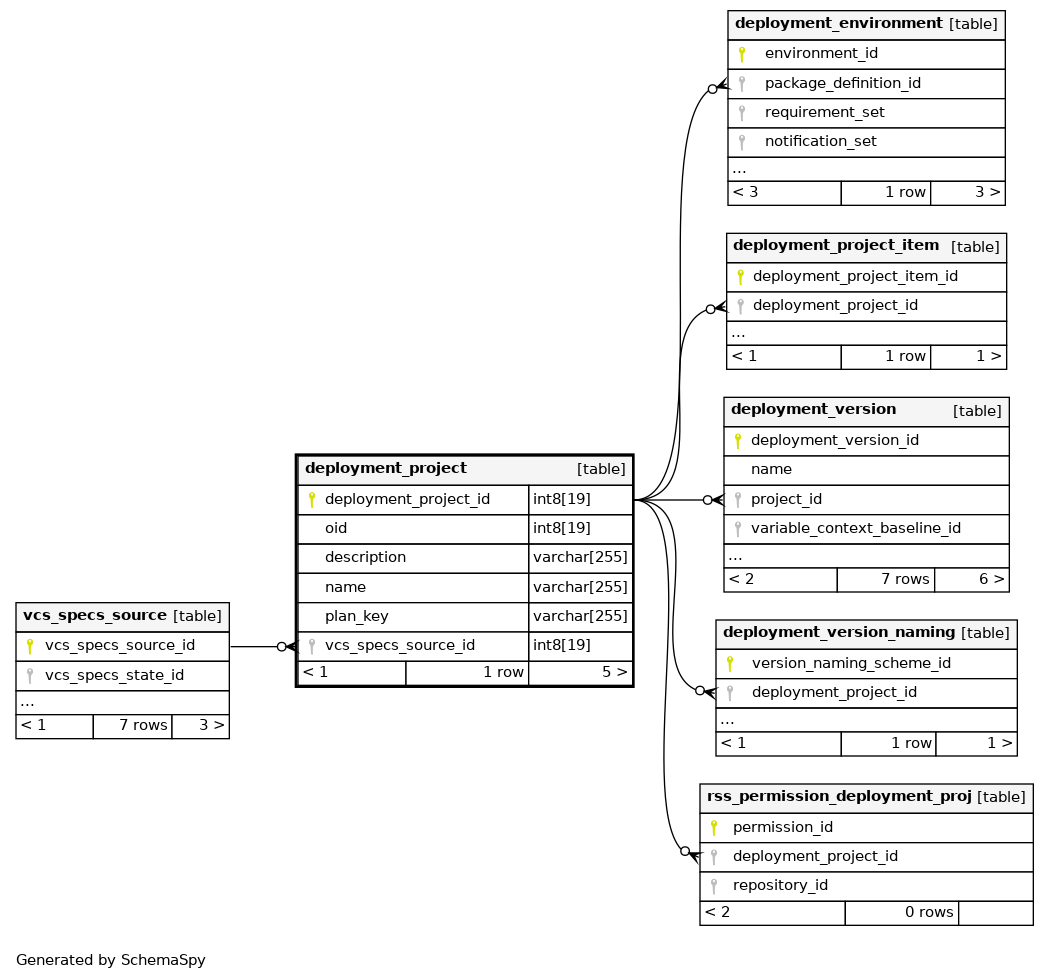 deployment_environment [table]
environment_id
package_definition_id
requirement_set
notification_set
...
< 3 1 row 3 >
deployment_project_item [table]
deployment_project_item_id
deployment_project_id
...
< 1 1 row 1 >
deployment_version [table]
deployment_version_id
name
project_id
variable_context_baseline_id
...
< 2 7 rows 6 >
deployment_project [table]
deployment_project_id int8[19]
oid int8[19]
description varchar[255]
name varchar[255]
plan_key varchar[255]
vcs_specs_source_id int8[19]
< 1 1 row 5 >
vcs_specs_source [table]
vcs_specs_source_id
vcs_specs_state_id
...
< 1 7 rows 3 >
deployment_version_naming [table]
version_naming_scheme_id
deployment_project_id
...
< 1 1 row 1 >
rss_permission_deployment_proj [table]
permission_id
deployment_project_id
repository_id
< 2 0 rows
Generated by SchemaSpy